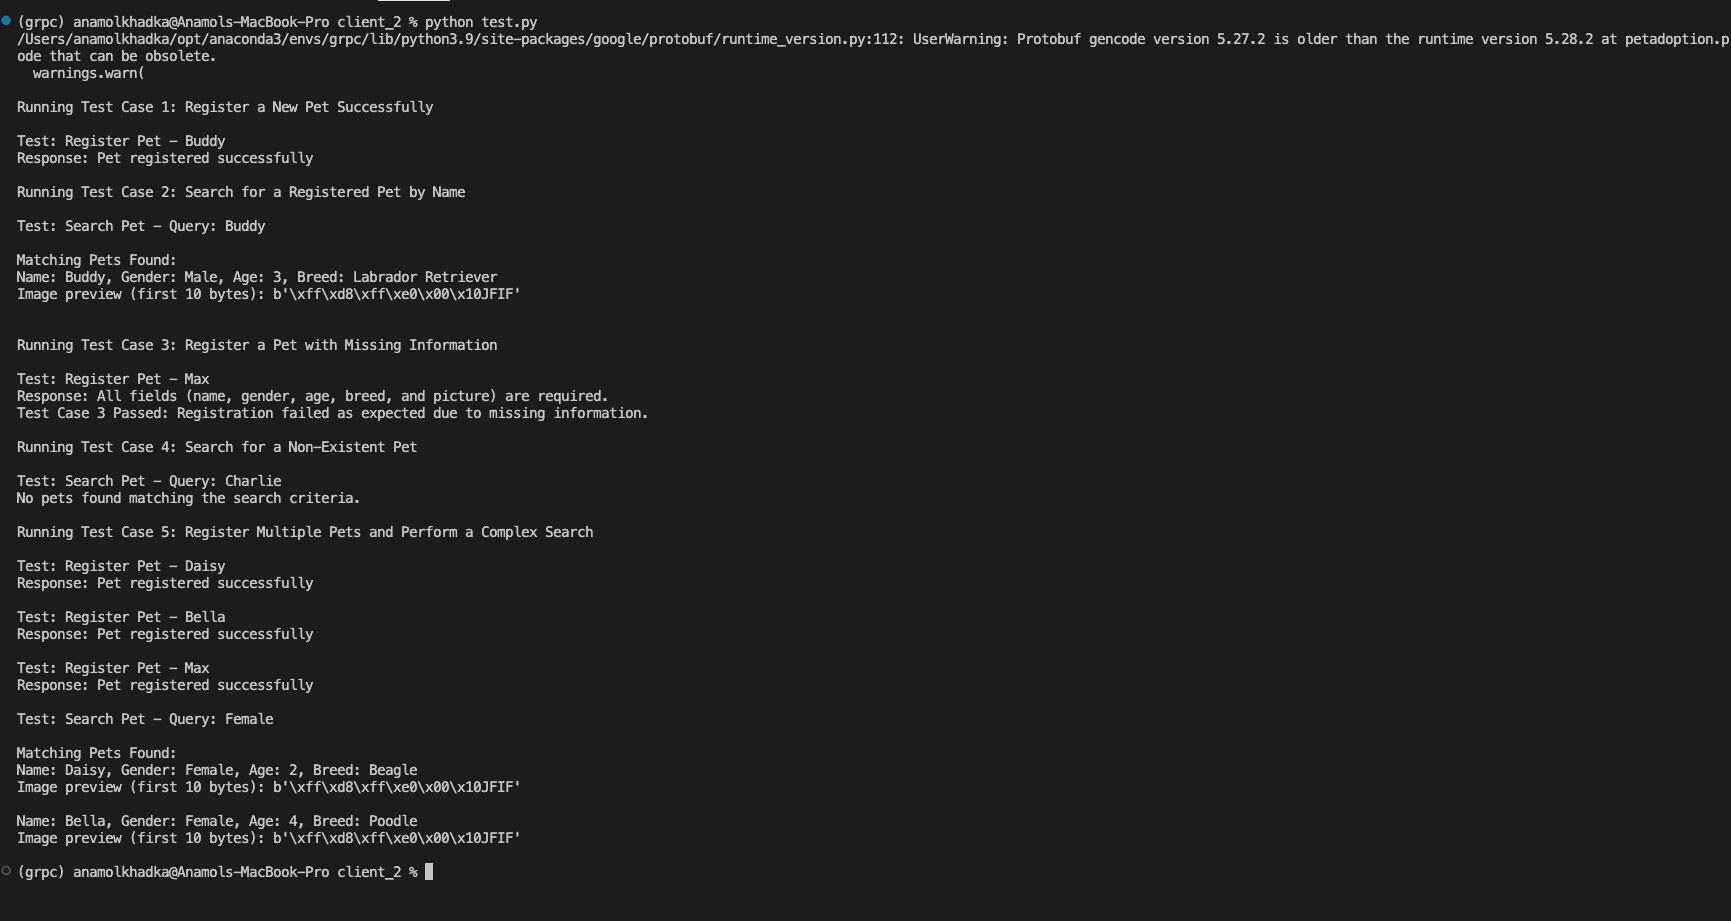 (grpc) anamolkhadka@Anamols-MacBook-Pro client_2 % python test.py
/Users/anamolkhadka/opt/anaconda3/envs/grpc/lib/python3.9/site-packages/google/protobuf/runtime_version.py:112: UserWarning: Protobuf gencode version 5.27.2 is older than the runtime version 5.28.2 at petadoption.p
ode that can be obsolete.
  warnings.warn(
Running Test Case 1: Register a New Pet Successfully
Test: Register Pet - Buddy
Response: Pet registered successfully
Running Test Case 2: Search for a Registered Pet by Name
Test: Search Pet - Query: Buddy
Matching Pets Found:
Name: Buddy, Gender: Male, Age: 3, Breed: Labrador Retriever
Image preview (first 10 bytes): b'\xff\xd8\xff\xe0\x00\x10JFIF'
Running Test Case 3: Register a Pet with Missing Information
Test: Register Pet - Max
Response: All fields (name, gender, age, breed, and picture) are required.
Test Case 3 Passed: Registration failed as expected due to missing information.
Running Test Case 4: Search for a Non-Existent Pet
Test: Search Pet - Query: Charlie
No pets found matching the search criteria.
Running Test Case 5: Register Multiple Pets and Perform a Complex Search
Test: Register Pet - Daisy
Response: Pet registered successfully
Test: Register Pet - Bella
Response: Pet registered successfully
Test: Register Pet - Max
Response: Pet registered successfully
Test: Search Pet - Query: Female
Matching Pets Found:
Name: Daisy, Gender: Female, Age: 2, Breed: Beagle
Image preview (first 10 bytes): b'\xff\xd8\xff\xe0\x00\x10JFIF'
Name: Bella, Gender: Female, Age: 4, Breed: Poodle
Image preview (first 10 bytes): b'\xff\xd8\xff\xe0\x00\x10JFIF'
(grpc) anamolkhadka@Anamols-MacBook-Pro client_2 %